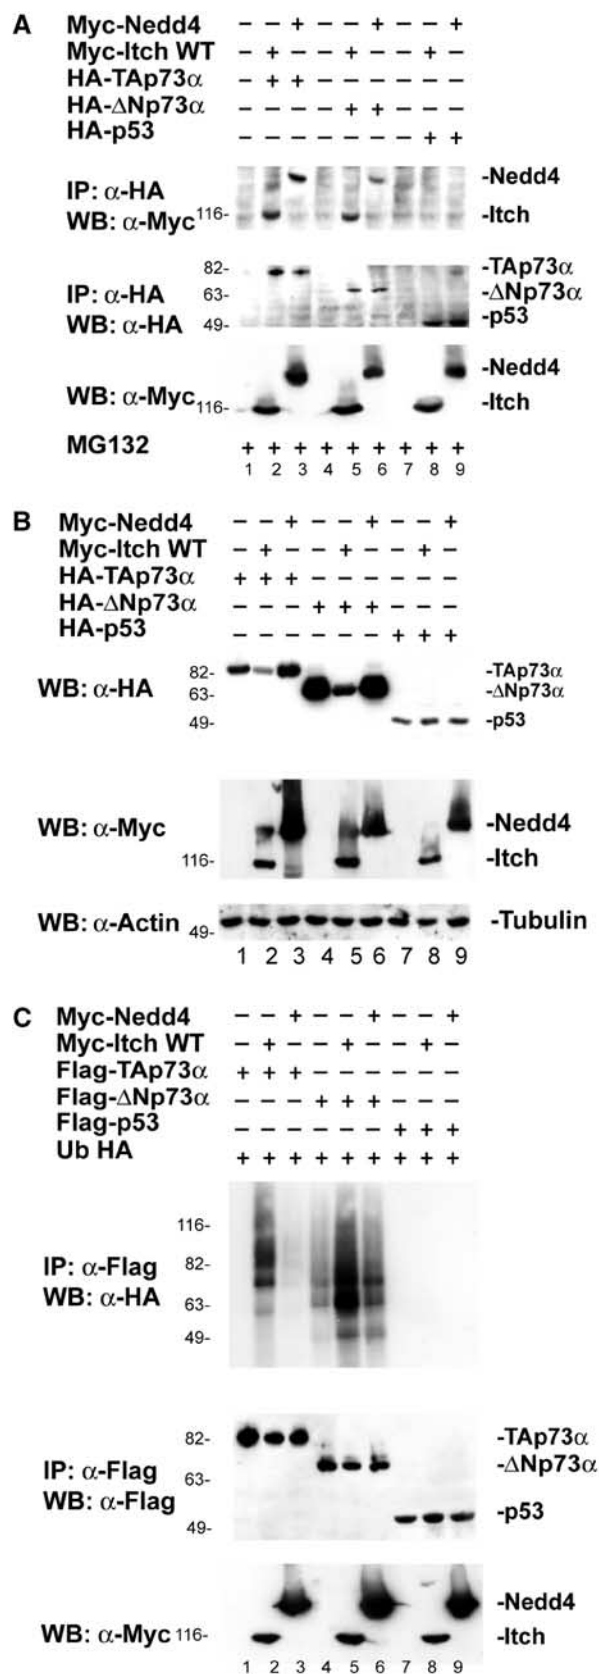 A Myc-Nedd4 – – + – – + – – +
Myc-Itch WT – + – – + – – + –
HA-TAp73α – + + – – – – – –
HA-ΔNp73α – – – – + + – – –
HA-p53 – – – – – – – + +
IP: α-HA -Nedd4
WB: α-Myc 116- -Itch
82- -TAp73α
IP: α-HA 63- -ΔNp73α
WB: α-HA 49- -p53
-Nedd4
WB: α-Myc 116- -Itch
MG132 + + + + + + + + +
1 2 3 4 5 6 7 8 9
B Myc-Nedd4 – – + – – + – – +
Myc-Itch WT – + – – + – – + –
HA-TAp73α + + + – – – – – –
HA-ΔNp73α – – – + + + – – –
HA-p53 – – – – – – + + +
82- -TAp73α
WB: α-HA 63- -ΔNp73α
49- -p53
WB: α-Myc -Nedd4
116- -Itch
WB: α-Actin 49- -Tubulin
1 2 3 4 5 6 7 8 9
C Myc-Nedd4 – – + – – + – – +
Myc-Itch WT – + – – + – – + –
Flag-TAp73α + + + – – – – – –
Flag-ΔNp73α – – – + + + – – –
Flag-p53 – – – – – – + + +
Ub HA + + + + + + + + +
116-
IP: α-Flag 82-
WB: α-HA 63-
49-
82- -TAp73α
IP: α-Flag 63- -ΔNp73α
WB: α-Flag -p53
49-
-Nedd4
WB: α-Myc 116- -Itch
1 2 3 4 5 6 7 8 9